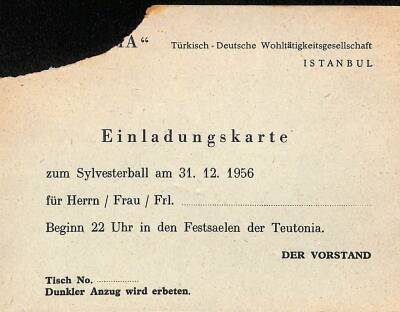 IA" Türkisch - Deutsche Wohltätigkeitsgesellschaft
ISTANBUL
Einladungskarte
zum Sylvesterball am 31. 12. 1956
für Herrn / Frau / Frl. ..............................
Beginn 22 Uhr in den Festsaelen der Teutonia.
DER VORSTAND
Tisch No. ................
Dunkler Anzug wird erbeten.